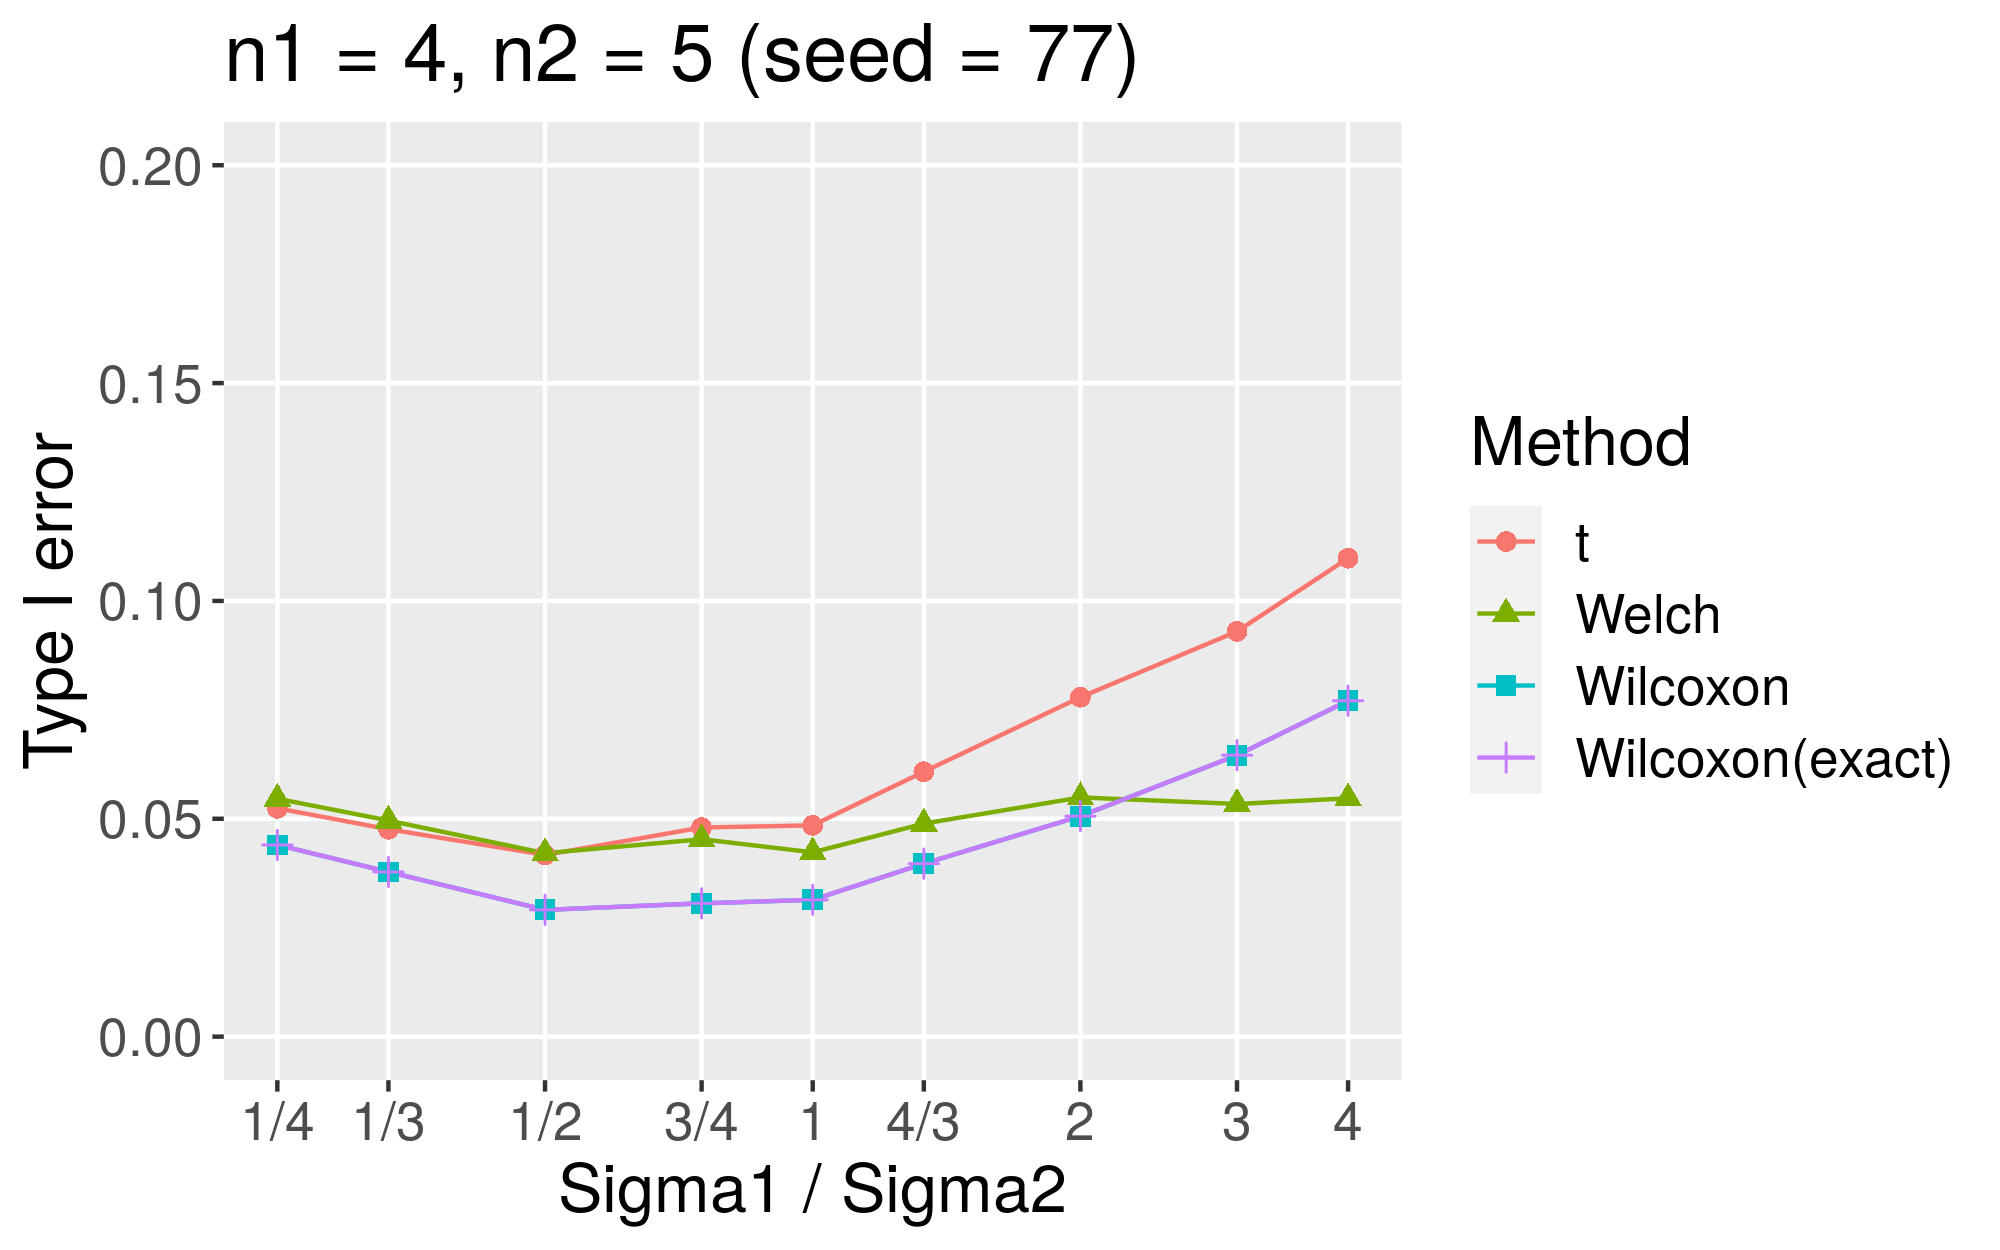 n1 = 4, n2 = 5 (seed = 77)
0.20
0.15
0.10
0.05
0.00
Type I error
1/4 1/3 1/2 3/4 1 4/3 2 3 4
Sigma1 / Sigma2
Method
t
Welch
Wilcoxon
Wilcoxon(exact)